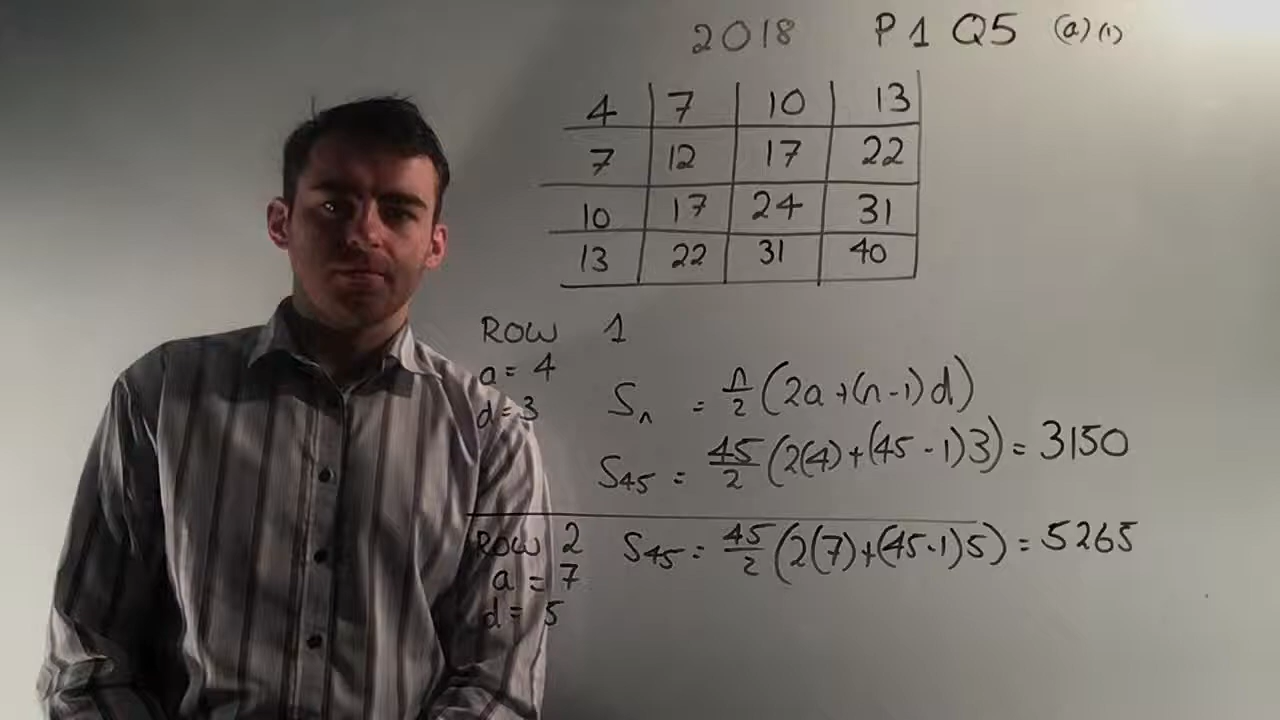 2018 P1 Q5 (a)(i)
4 7 10 13
7 12 17 22
10 17 24 31
13 22 31 40
ROW 1
a = 4
d = 3
Sn = n/2 (2a + (n - 1) d)
S45 = 45/2 (2(4) + (45 - 1) 3) = 3150
ROW 2
a = 7
d = 5
S45 = 45/2 (2(7) + (45 - 1) 5) = 5265